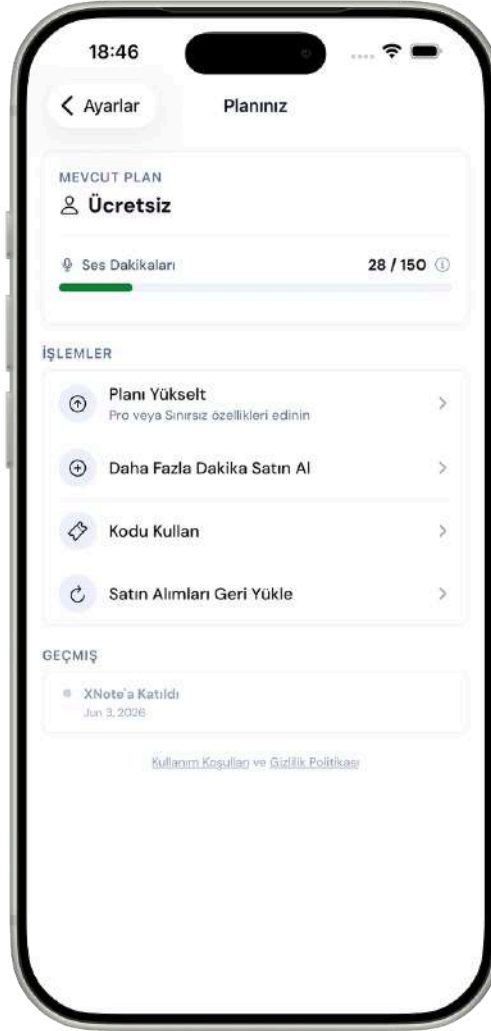 18:46
Ayarlar
Planınız
MEVCUT PLAN
Ücretsiz
Ses Dakikaları 28 / 150
İŞLEMLER
Planı Yükselt
Pro veya Sınırsız özellikleri edinin
Daha Fazla Dakika Satın Al
Kodu Kullan
Satın Alımları Geri Yükle
GEÇMİŞ
XNote'a Katıldı
Jun 3, 2026
Kullanım Koşulları ve Gizlilik Politikası